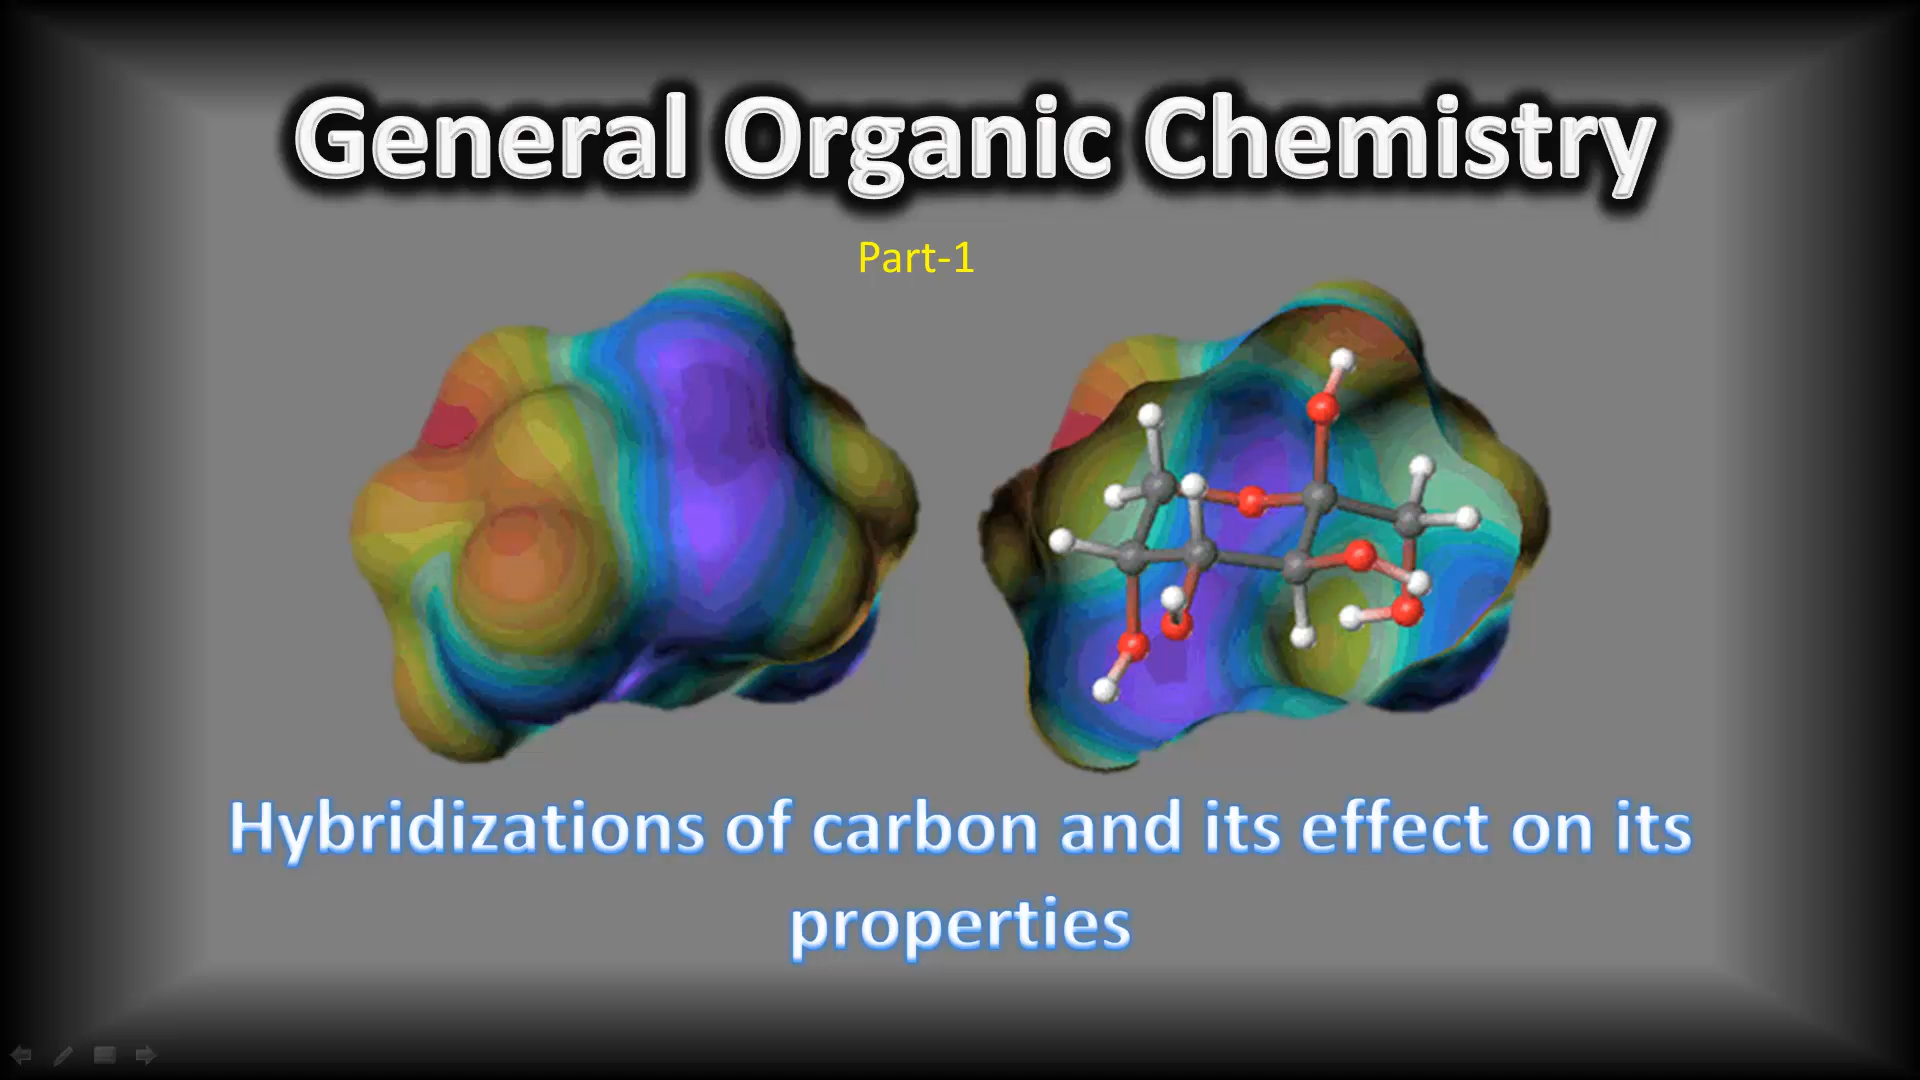 General Organic Chemistry
Part-1
Hybridizations of carbon and its effect on its
properties